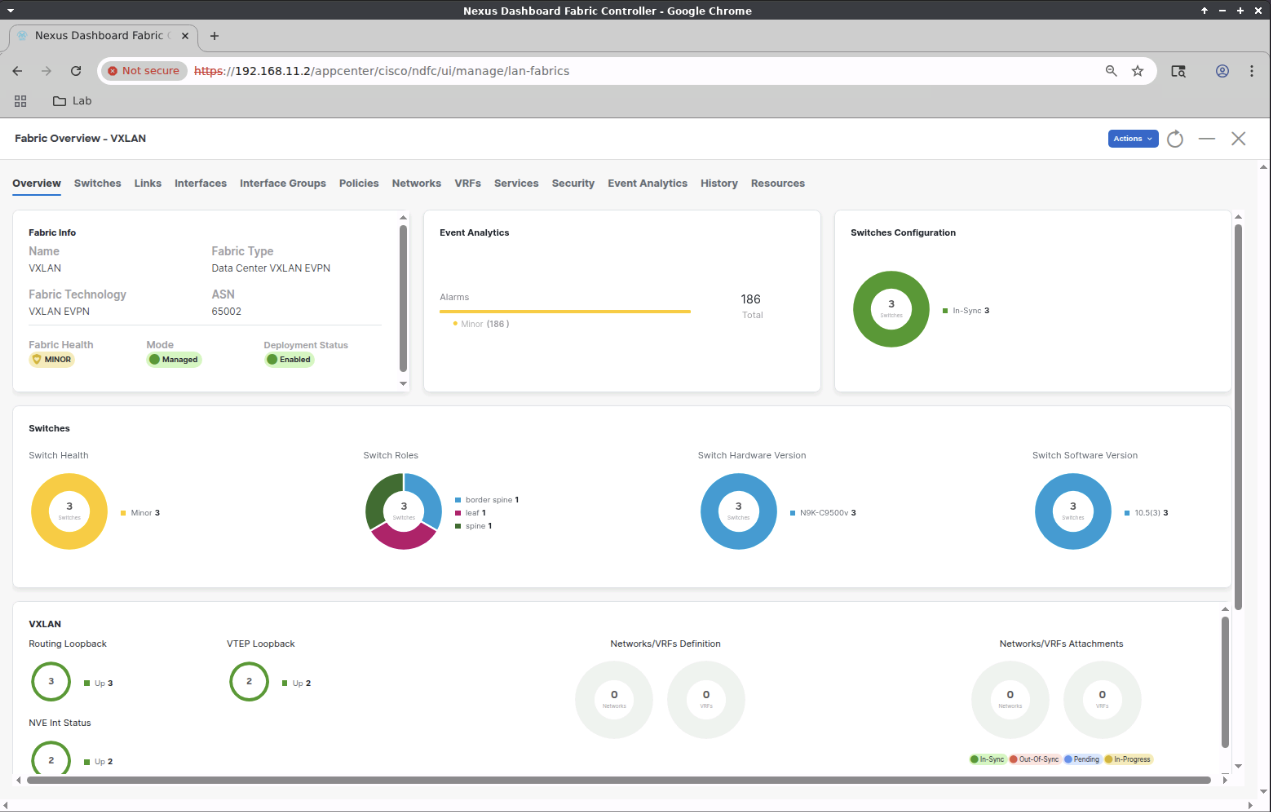 Nexus Dashboard Fabric Controller - Google Chrome
Nexus Dashboard Fabric C
Not secure https://192.168.11.2/appcenter/cisco/ndfc/ui/manage/lan-fabrics
Lab
Fabric Overview - VXLAN
Actions
Overview Switches Links Interfaces Interface Groups Policies Networks VRFs Services Security Event Analytics History Resources
Fabric Info
Name Fabric Type
VXLAN Data Center VXLAN EVPN
Fabric Technology ASN
VXLAN EVPN 65002
Fabric Health Mode Deployment Status
MINOR Managed Enabled
Event Analytics
Alarms
Minor (186 )
186
Total
Switches Configuration
3
Switches
In-Sync 3
Switches
Switch Health
3
Switches
Minor 3
Switch Roles
3
Switches
border spine 1
leaf 1
spine 1
Switch Hardware Version
3
Switches
N9K-C9500v 3
Switch Software Version
3
Switches
10.5(3) 3
VXLAN
Routing Loopback
3
Up 3
VTEP Loopback
2
Up 2
NVE Int Status
2
Up 2
Networks/VRFs Definition
0
Networks
0
VRFs
Networks/VRFs Attachments
0
Networks
0
VRFs
In-Sync Out-Of-Sync Pending In-Progress